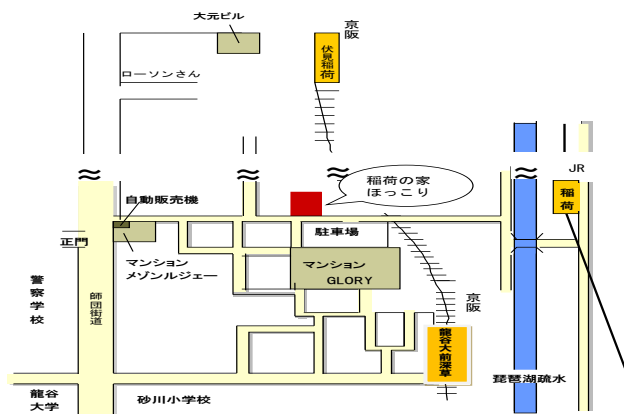 大元ビル
京阪
伏見稲荷
ローソンさん
JR
稲荷
稲荷の家
ほっこり
自動販売機
駐車場
正門
マンション
メゾンルジェー
マンション
GLORY
警察学校
師団街道
京阪
龍谷大前深草
琵琶湖疏水
龍谷
大学
砂川小学校